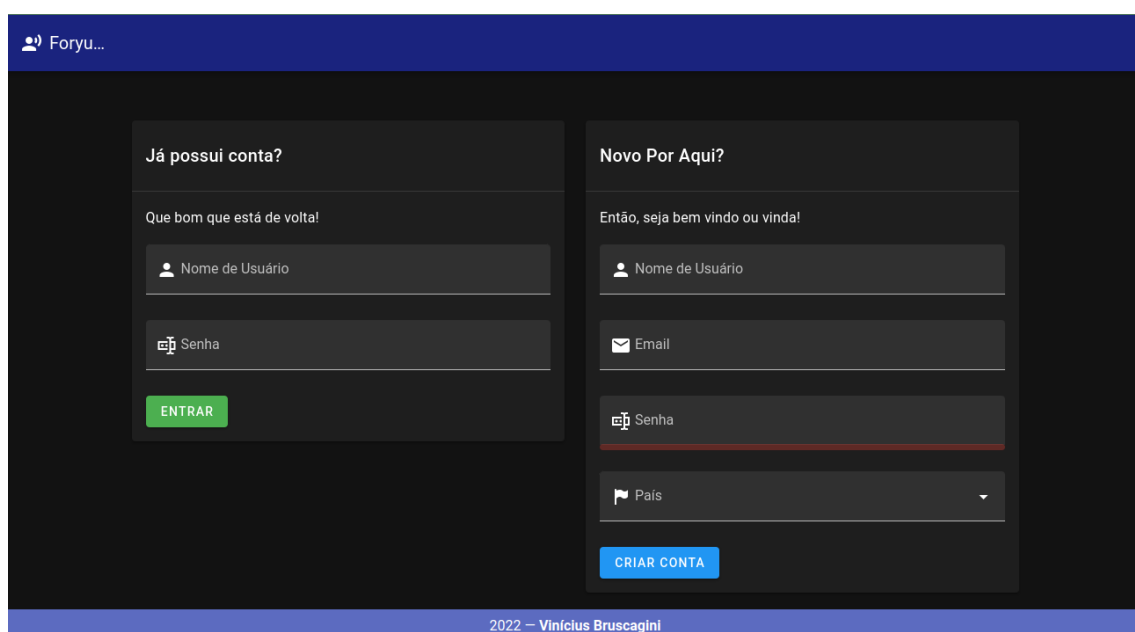 Foryu...
Já possui conta?
Que bom que está de volta!
Nome de Usuário
Senha
ENTRAR
Novo Por Aqui?
Então, seja bem vindo ou vinda!
Nome de Usuário
Email
Senha
País
CRIAR CONTA
2022 — Vinícius Bruscagini